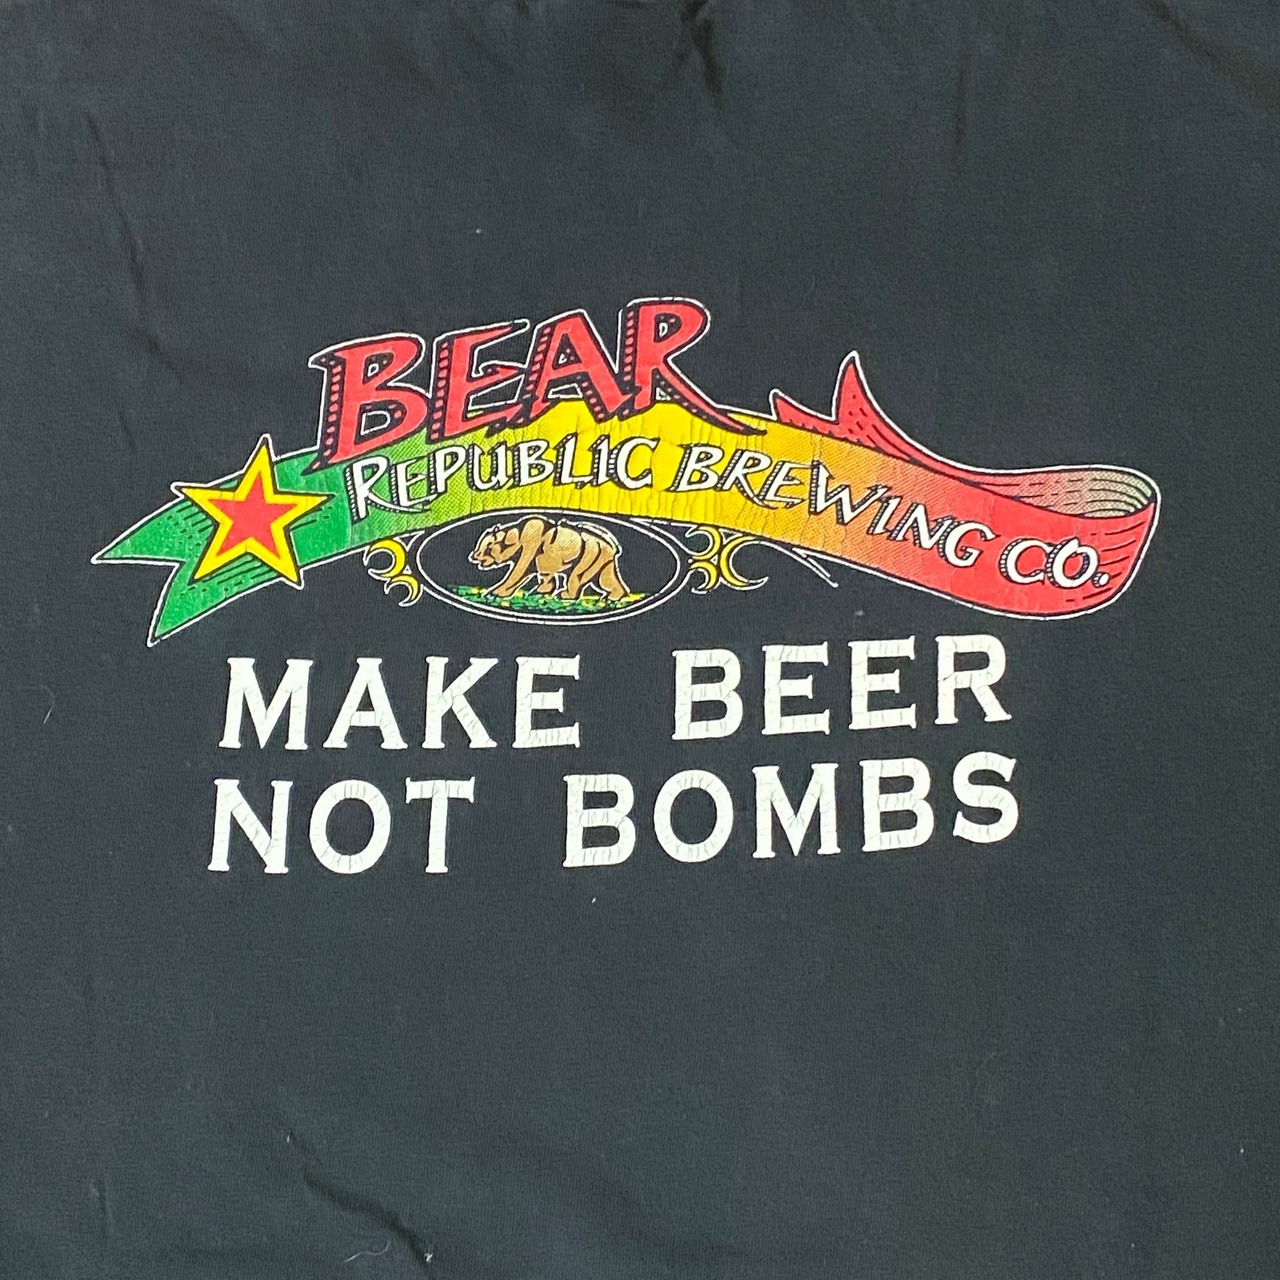 BEAR
REPUBLIC BREWING CO.
MAKE BEER
NOT BOMBS